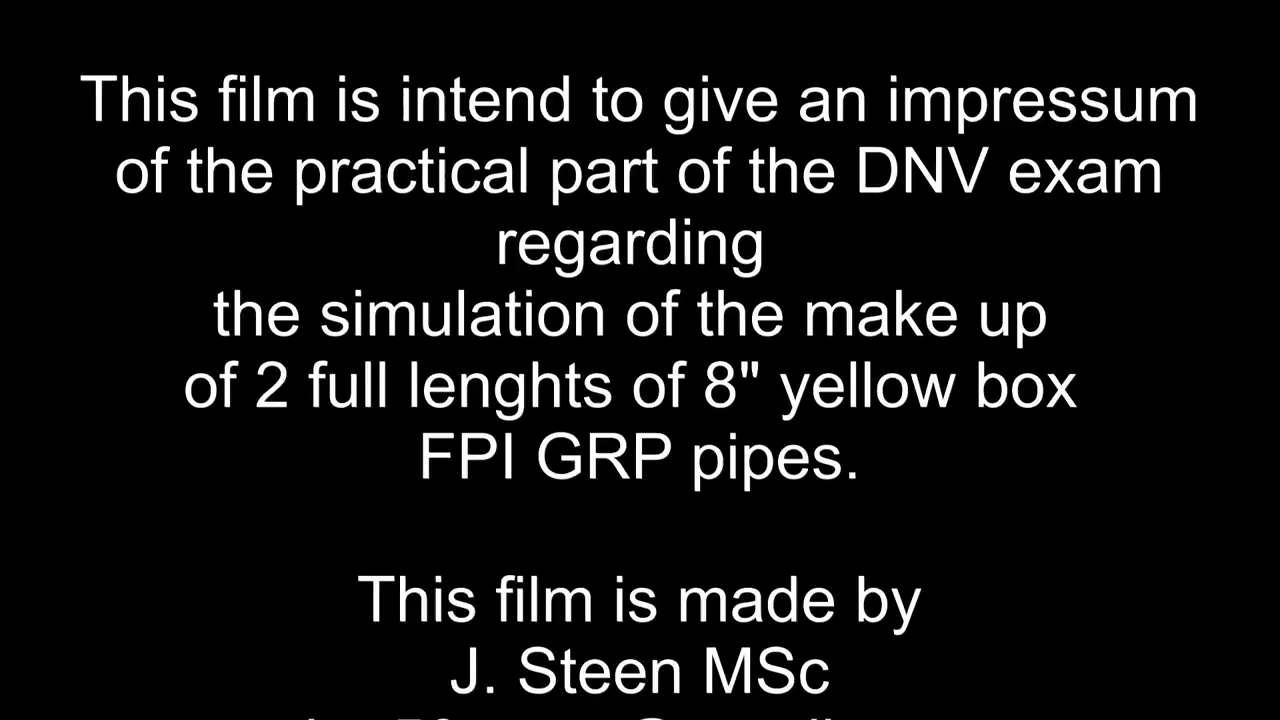 This film is intend to give an impressum
of the practical part of the DNV exam
regarding
the simulation of the make up
of 2 full lenghts of 8" yellow box
FPI GRP pipes.
This film is made by
J. Steen MSc